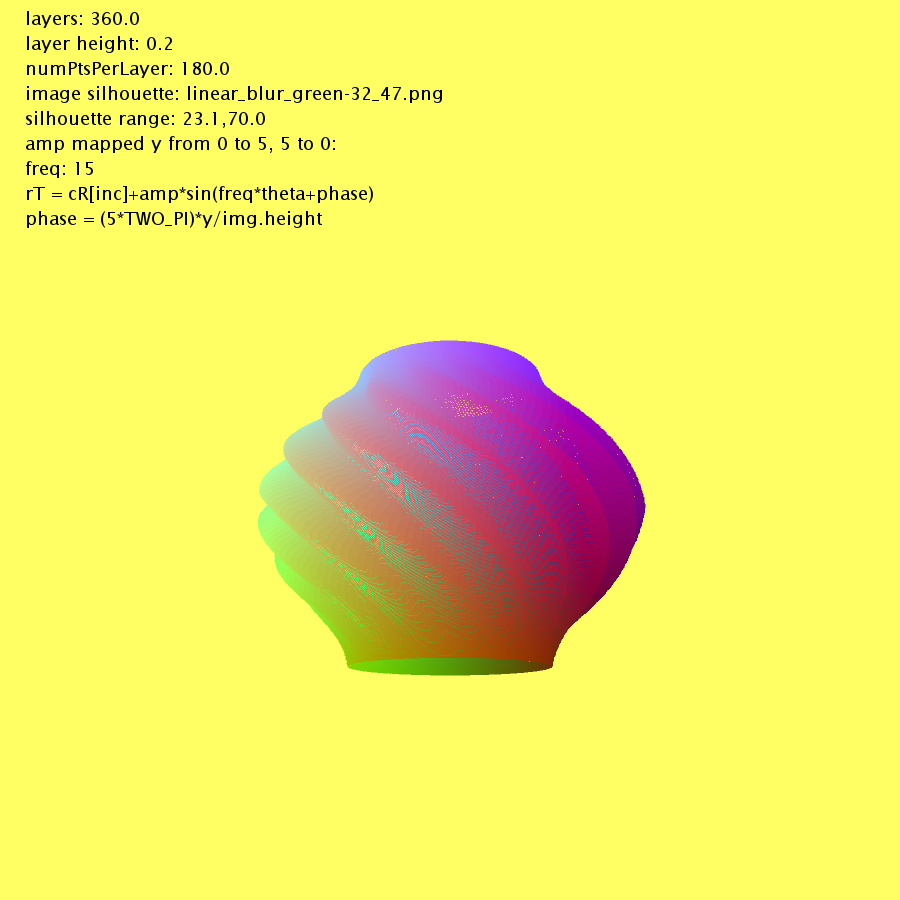 layers: 360.0
layer height: 0.2
numPtsPerLayer: 180.0
image silhouette: linear_blur_green-32_47.png
silhouette range: 23.1,70.0
amp mapped y from 0 to 5, 5 to 0:
freq: 15
rT = cR[inc]+amp*sin(freq*theta+phase)
phase = (5*TWO_PI)*y/img.height